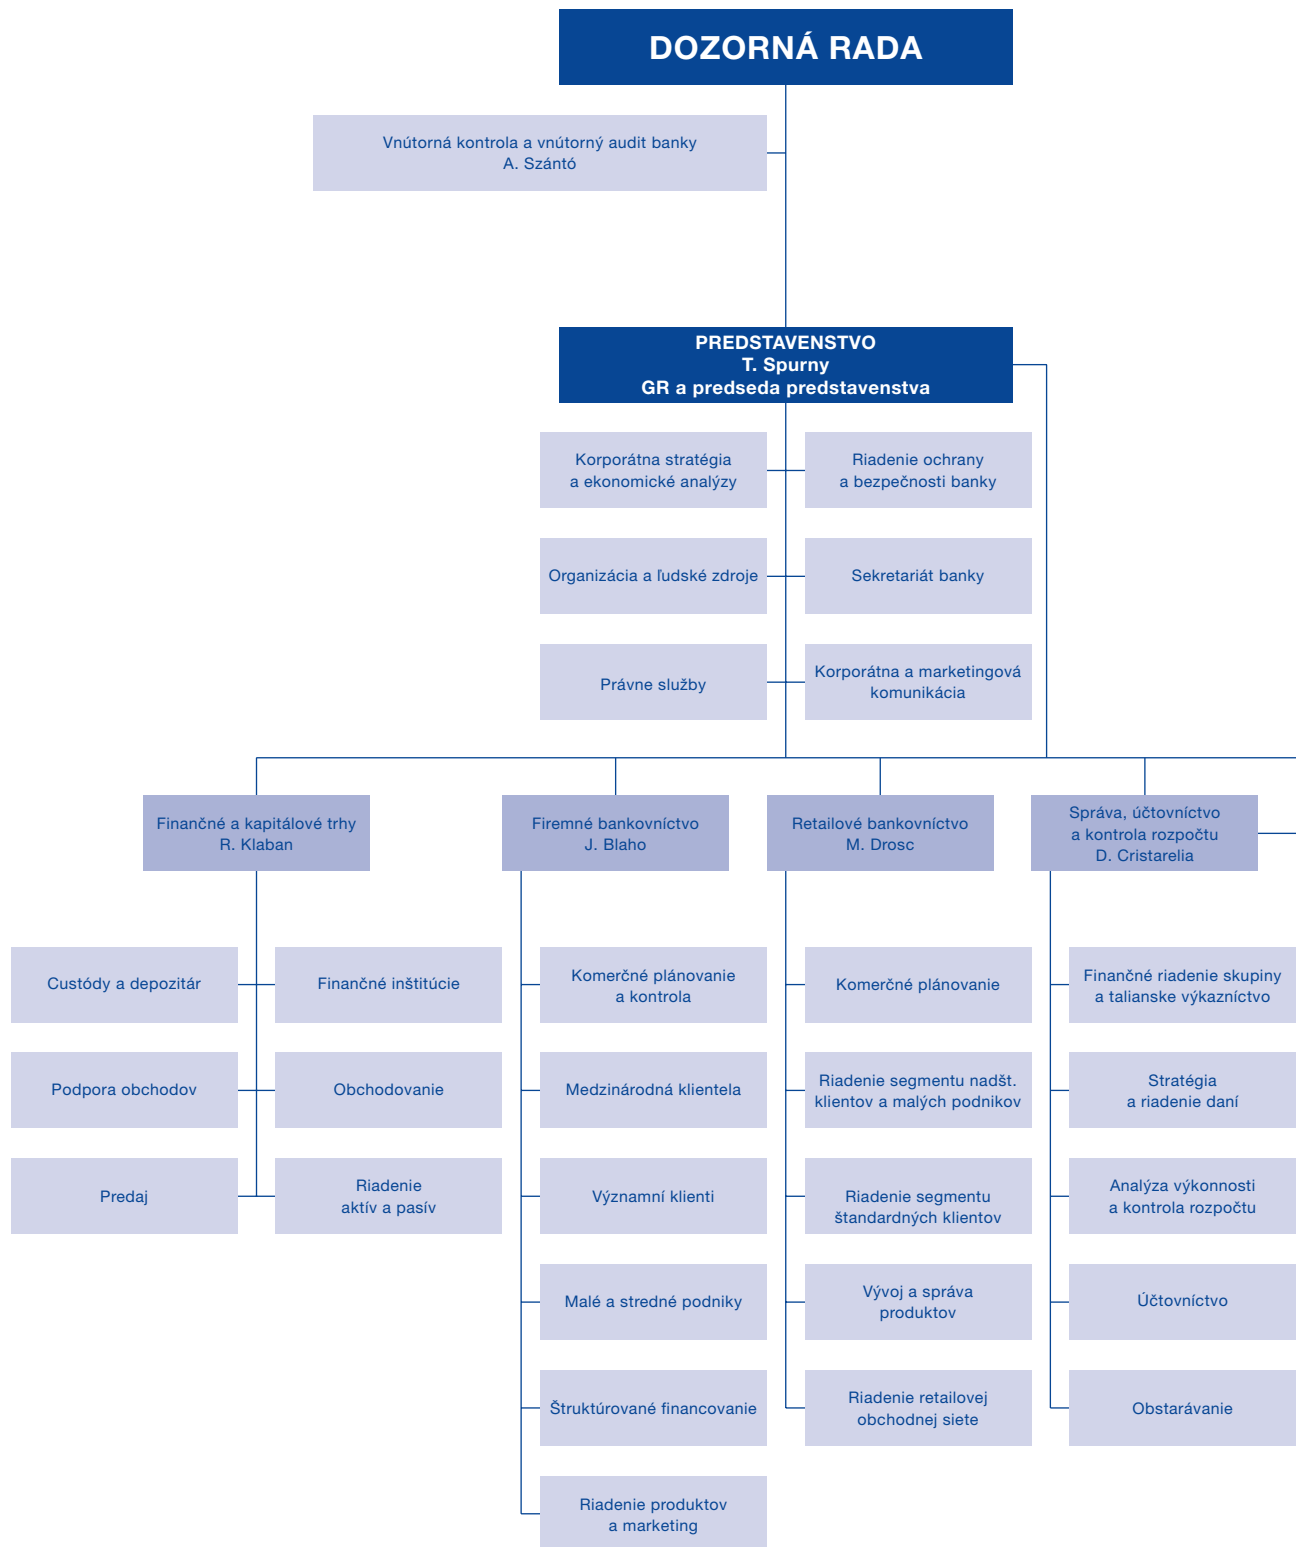 DOZORNÁ RADA
Vnútorná kontrola a vnútorný audit banky
A. Szántó
PREDSTAVENSTVO
T. Spurny
GR a predseda predstavenstva
Korporátna stratégia
a ekonomické analýzy
Riadenie ochrany
a bezpečnosti banky
Organizácia a ľudské zdroje
Sekretariát banky
Právne služby
Korporátna a marketingová
komunikácia
Finančné a kapitálové trhy
R. Klaban
Firemné bankovníctvo
J. Blaho
Retailové bankovníctvo
M. Drosc
Správa, účtovníctvo
a kontrola rozpočtu
D. Cristarelia
Custódy a depozitár
Finančné inštitúcie
Komerčné plánovanie
a kontrola
Komerčné plánovanie
Finančné riadenie skupiny
a talianske výkazníctvo
Podpora obchodov
Obchodovanie
Medzinárodná klientela
Riadenie segmentu nadšt.
klientov a malých podnikov
Stratégia
a riadenie daní
Predaj
Riadenie
aktív a pasív
Významní klienti
Riadenie segmentu
štandardných klientov
Analýza výkonnosti
a kontrola rozpočtu
Malé a stredné podniky
Vývoj a správa
produktov
Účtovníctvo
Štruktúrované financovanie
Riadenie retailovej
obchodnej siete
Obstarávanie
Riadenie produktov
a marketing